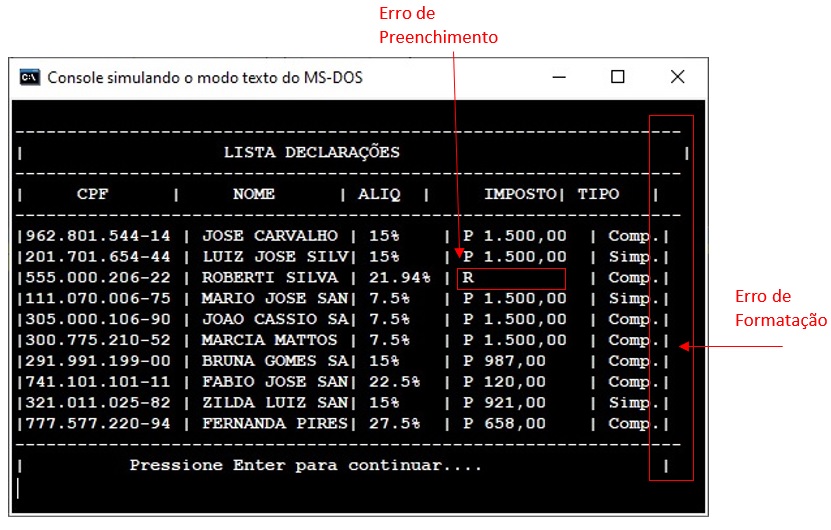 Erro de
Preenchimento
C:\ Console simulando o modo texto do MS-DOS
--------------------------------------------------------------------------
| LISTA DECLARAÇÕES |
--------------------------------------------------------------------------
| CPF | NOME | ALIQ | IMPOSTO| TIPO |
--------------------------------------------------------------------------
|962.801.544-14 | JOSE CARVALHO | 15% | P 1.500,00 | Comp.|
|201.701.654-44 | LUIZ JOSE SILV| 15% | P 1.500,00 | Simp.|
|555.000.206-22 | ROBERTI SILVA | 21.94% | R | Comp.|
|111.070.006-75 | MARIO JOSE SAN| 7.5% | P 1.500,00 | Simp.|
|305.000.106-90 | JOAO CASSIO SA| 7.5% | P 1.500,00 | Comp.|
|300.775.210-52 | MARCIA MATTOS | 7.5% | P 1.500,00 | Comp.|
|291.991.199-00 | BRUNA GOMES SA| 15% | P 987,00 | Comp.|
|741.101.101-11 | FABIO JOSE SAN| 22.5% | P 120,00 | Comp.|
|321.011.025-82 | ZILDA LUIZ SAN| 15% | P 921,00 | Simp.|
|777.577.220-94 | FERNANDA PIRES| 27.5% | P 658,00 | Comp.|
--------------------------------------------------------------------------
| Pressione Enter para continuar.... |
Erro de
Formatação